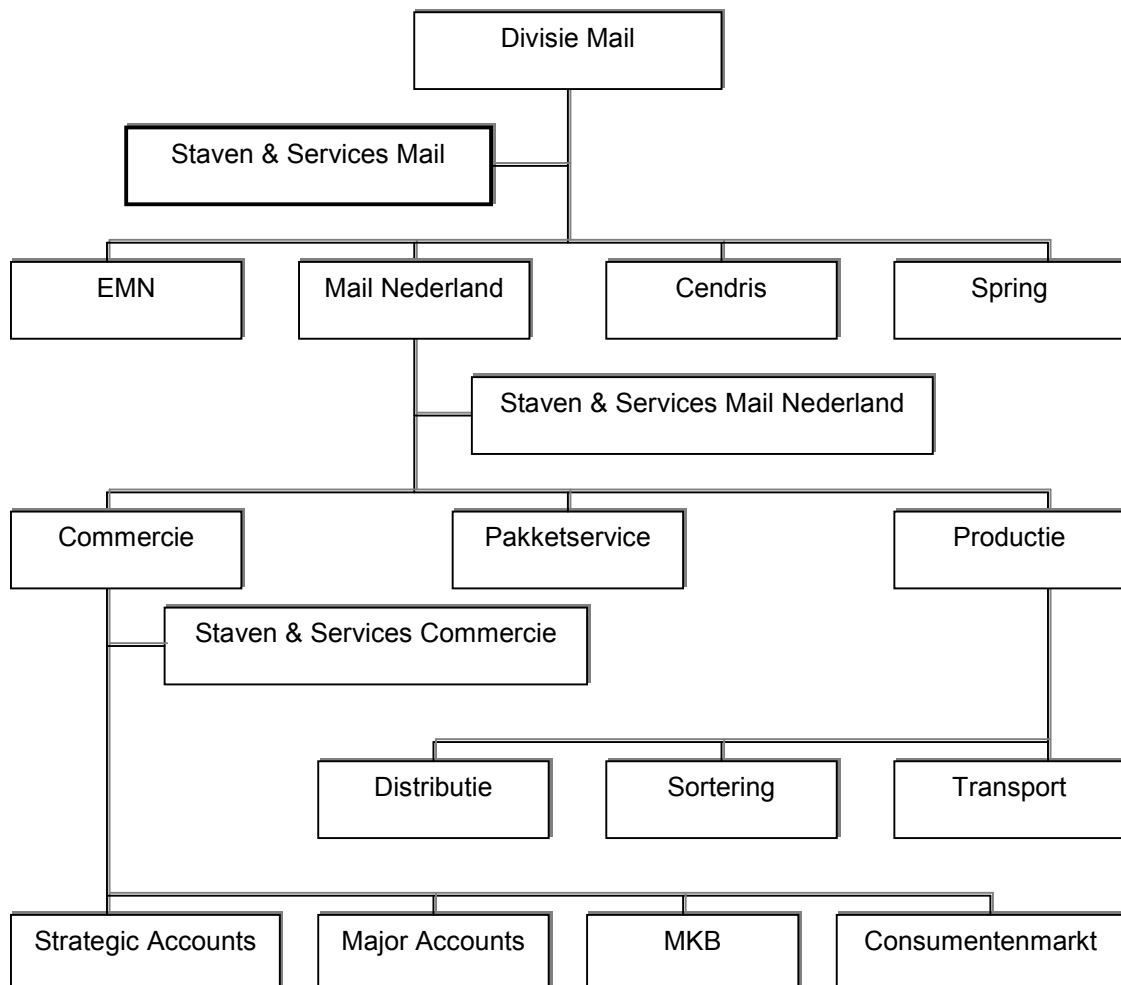 Divisie Mail
Staven & Services Mail
EMN
Mail Nederland
Cendris
Spring
Staven & Services Mail Nederland
Commercie
Pakketservice
Productie
Staven & Services Commercie
Distributie
Sortering
Transport
Strategic Accounts
Major Accounts
MKB
Consumentenmarkt